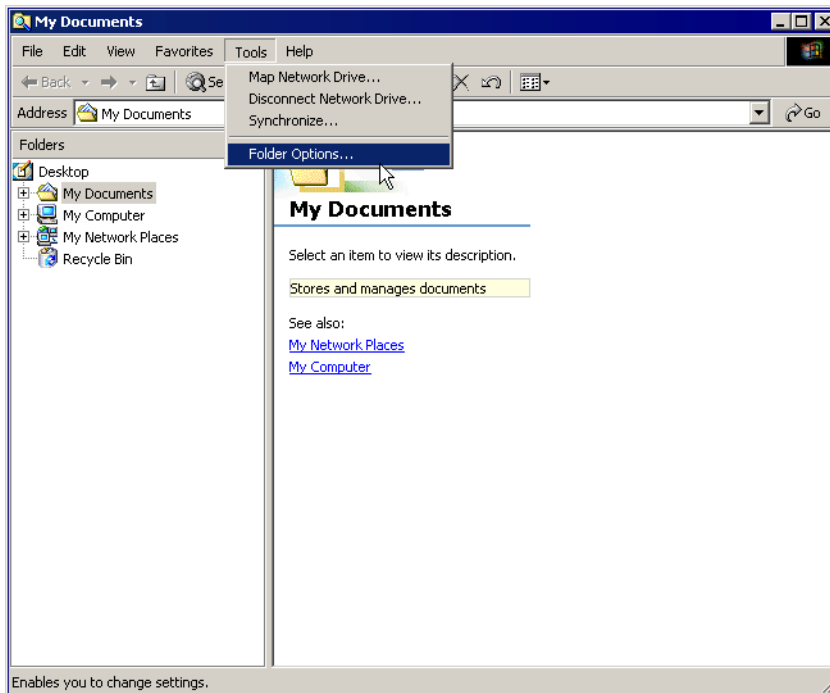 My Documents
File Edit View Favorites Tools Help
Back
Map Network Drive...
Disconnect Network Drive...
Synchronize...
Folder Options...
Address My Documents Go
Folders
Desktop
My Documents
My Computer
My Network Places
Recycle Bin
My Documents
Select an item to view its description.
Stores and manages documents
See also:
My Network Places
My Computer
Enables you to change settings.